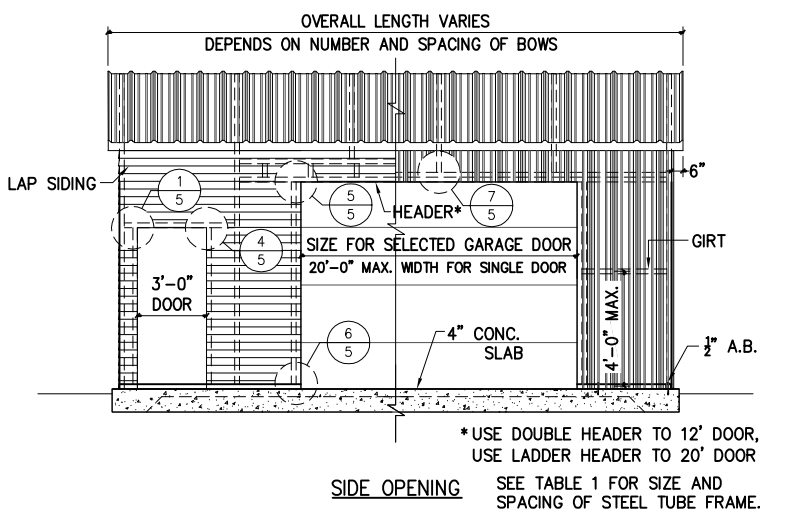 OVERALL LENGTH VARIES
DEPENDS ON NUMBER AND SPACING OF BOWS
LAP SIDING
1
5
5
5
7
5
6"
HEADER*
4
5
GIRT
SIZE FOR SELECTED GARAGE DOOR
20'-0" MAX. WIDTH FOR SINGLE DOOR
3'-0"
DOOR
4'-0" MAX.
6
5
4" CONC.
SLAB
½" A.B.
* USE DOUBLE HEADER TO 12' DOOR,
USE LADDER HEADER TO 20' DOOR
SIDE OPENING
SEE TABLE 1 FOR SIZE AND
SPACING OF STEEL TUBE FRAME.